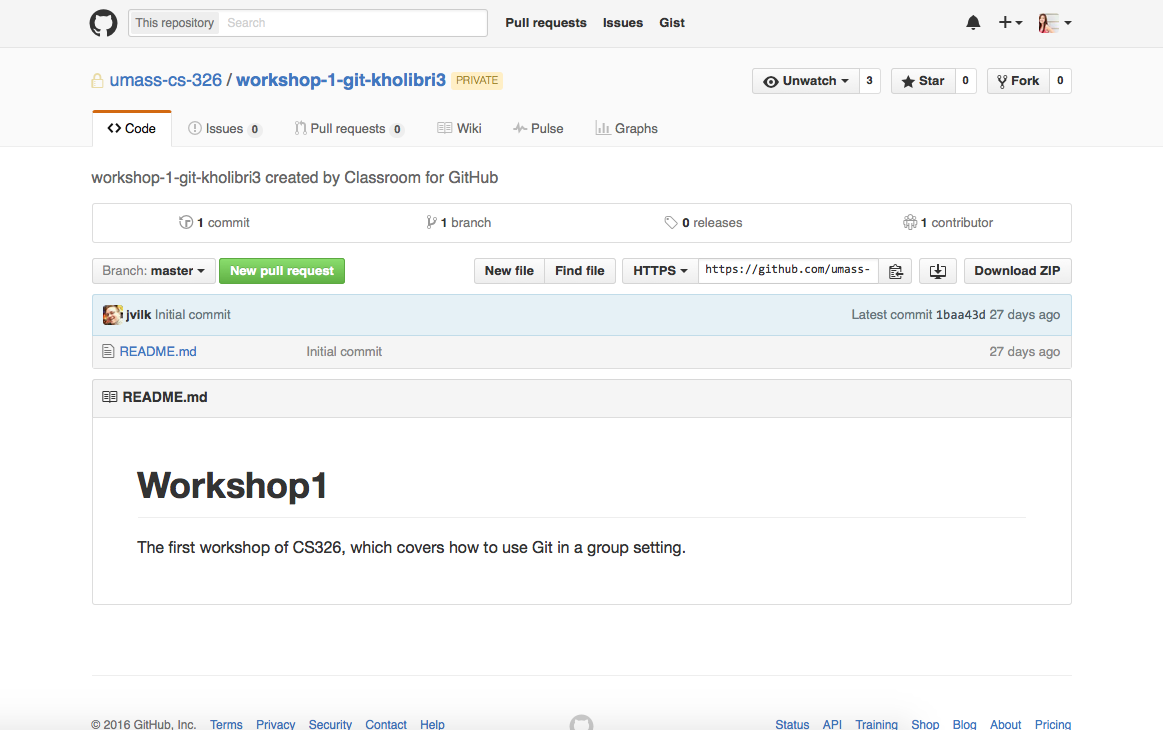 This repository Search Pull requests Issues Gist
umass-cs-326 / workshop-1-git-kholibri3 PRIVATE Unwatch 3 Star 0 Fork 0
Code Issues 0 Pull requests 0 Wiki Pulse Graphs
workshop-1-git-kholibri3 created by Classroom for GitHub
1 commit 1 branch 0 releases 1 contributor
Branch: master New pull request New file Find file HTTPS https://github.com/umass- Download ZIP
jvilk Initial commit Latest commit 1baa43d 27 days ago
README.md Initial commit 27 days ago
README.md
Workshop1
The first workshop of CS326, which covers how to use Git in a group setting.
© 2016 GitHub, Inc. Terms Privacy Security Contact Help Status API Training Shop Blog About Pricing